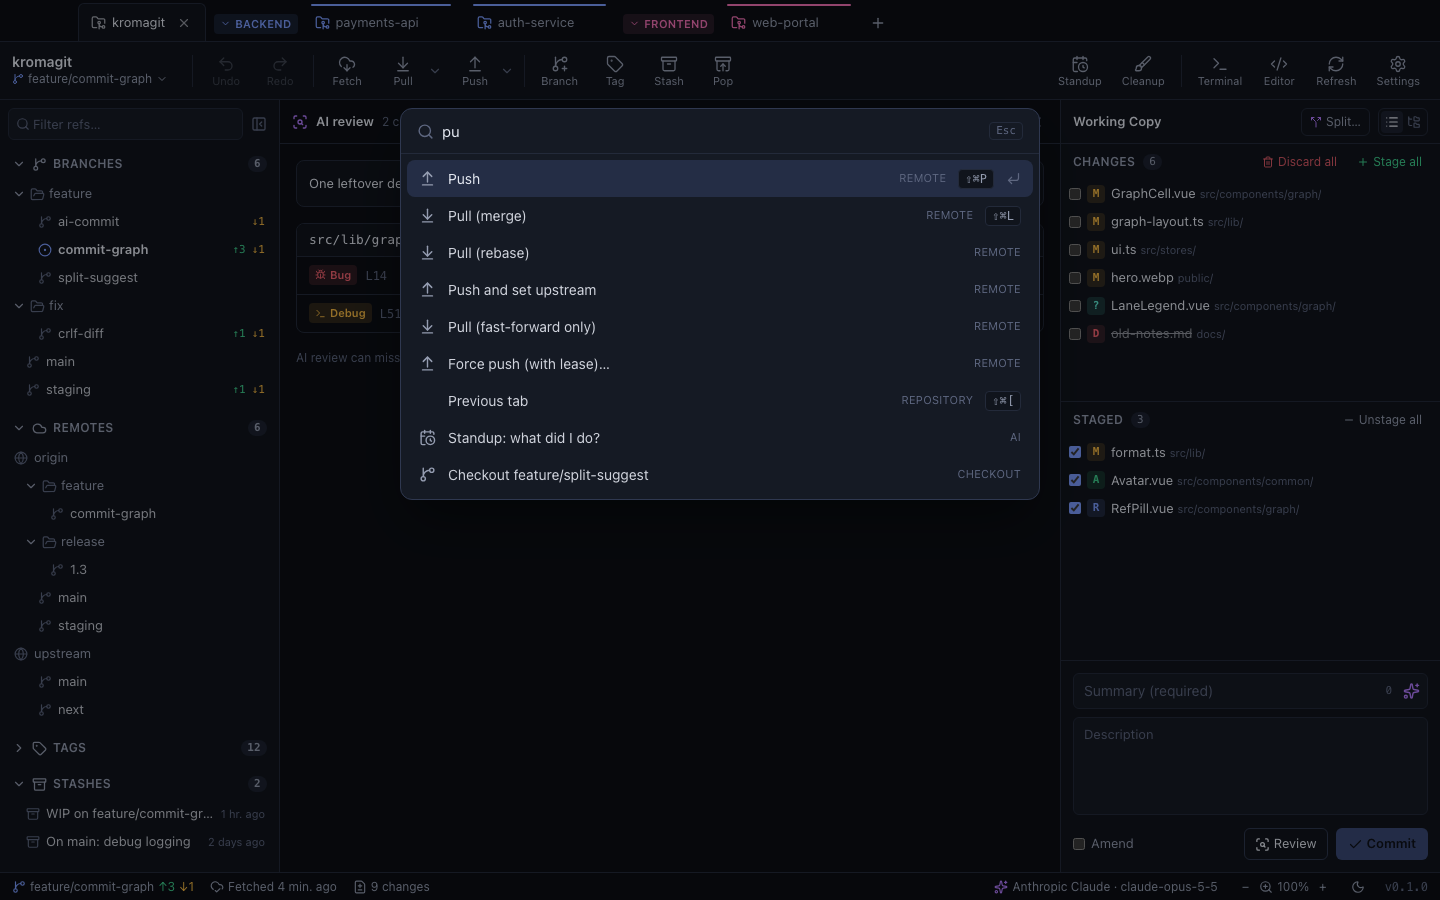 kromagit
BACKEND
payments-api
auth-service
FRONTEND
web-portal
kromagit
feature/commit-graph
Undo
Redo
Fetch
Pull
Push
Branch
Tag
Stash
Pop
Standup
Cleanup
Terminal
Editor
Refresh
Settings
Filter refs...
BRANCHES 6
feature
ai-commit ↓1
commit-graph ↑3 ↓1
split-suggest
fix
crlf-diff ↑1 ↓1
main
staging ↑1 ↓1
REMOTES 6
origin
feature
commit-graph
release
1.3
main
staging
upstream
main
next
TAGS 12
STASHES 2
WIP on feature/commit-gr... 1 hr. ago
On main: debug logging 2 days ago
AI review 2
One leftover
src/lib/
Bug L14
Debug
AI review can miss
pu
Esc
Push REMOTE ⇧⌘P
Pull (merge) REMOTE ⇧⌘L
Pull (rebase) REMOTE
Push and set upstream REMOTE
Pull (fast-forward only) REMOTE
Force push (with lease)... REMOTE
Previous tab REPOSITORY ⇧⌘[
Standup: what did I do? AI
Checkout feature/split-suggest CHECKOUT
Working Copy
Split...
CHANGES 6
Discard all
+ Stage all
M GraphCell.vue src/components/graph/
M graph-layout.ts src/lib/
M ui.ts src/stores/
M hero.webp public/
? LaneLegend.vue src/components/graph/
D old-notes.md docs/
STAGED 3
− Unstage all
M format.ts src/lib/
A Avatar.vue src/components/common/
R RefPill.vue src/components/graph/
Summary (required) 0
Description
Amend
Review
Commit
feature/commit-graph ↑3 ↓1
Fetched 4 min. ago
9 changes
Anthropic Claude · claude-opus-5-5
− 100% +
v0.1.0